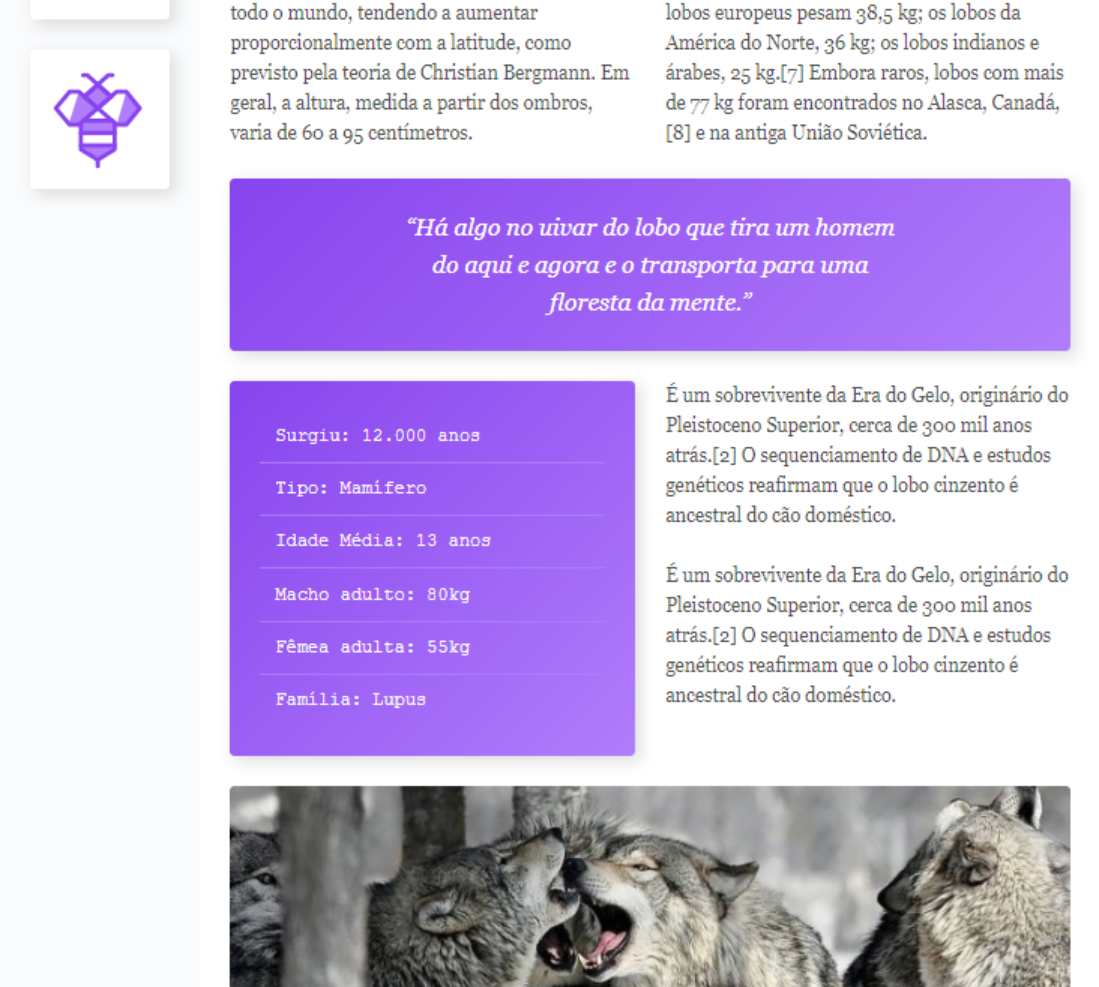 todo o mundo, tendendo a aumentar
proporcionalmente com a latitude, como
previsto pela teoria de Christian Bergmann. Em
geral, a altura, medida a partir dos ombros,
varia de 60 a 95 centímetros.
lobos europeus pesam 38,5 kg; os lobos da
América do Norte, 36 kg; os lobos indianos e
árabes, 25 kg.[7] Embora raros, lobos com mais
de 77 kg foram encontrados no Alasca, Canadá,
[8] e na antiga União Soviética.
“Há algo no uivar do lobo que tira um homem
do aqui e agora e o transporta para uma
floresta da mente.”
Surgiu: 12.000 anos
Tipo: Mamífero
Idade Média: 13 anos
Macho adulto: 80kg
Fêmea adulta: 55kg
Família: Lupus
É um sobrevivente da Era do Gelo, originário do
Pleistoceno Superior, cerca de 300 mil anos
atrás.[2] O sequenciamento de DNA e estudos
genéticos reafirmam que o lobo cinzento é
ancestral do cão doméstico.
É um sobrevivente da Era do Gelo, originário do
Pleistoceno Superior, cerca de 300 mil anos
atrás.[2] O sequenciamento de DNA e estudos
genéticos reafirmam que o lobo cinzento é
ancestral do cão doméstico.